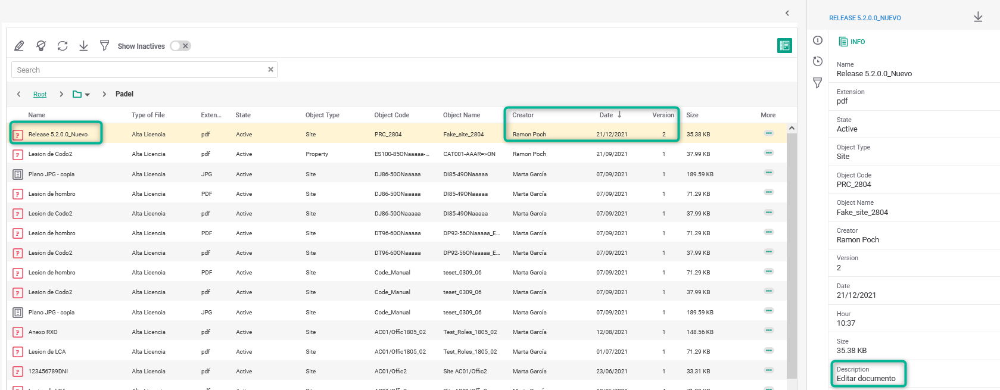 RELEASE 5.2.0.0_NUEVO
Show Inactives
Search
Root
Padel
Name Type of File Exten... State Object Type Object Code Object Name Creator Date Version Size More
Release 5.2.0.0_Nuevo Alta Licencia pdf Active Site PRC_2804 Fake_site_2804 Ramon Poch 21/12/2021 2 35.38 KB
Lesion de Codo2 Alta Licencia pdf Active Property ES100-85ONaaaaa-... CAT001-AAAR=>ON Ramon Poch 21/09/2021 1 37.99 KB
Plano JPG - copia Alta Licencia JPG Active Site DJ86-50ONaaaaa DI85-49ONaaaaa Marta García 07/09/2021 1 189.59 KB
Lesion de hombro Alta Licencia PDF Active Site DJ86-50ONaaaaa DI85-49ONaaaaa Marta García 07/09/2021 1 71.29 KB
Lesion de Codo2 Alta Licencia pdf Active Site DJ86-50ONaaaaa DI85-49ONaaaaa Marta García 07/09/2021 1 37.99 KB
Lesion de hombro Alta Licencia PDF Active Site DT96-60ONaaaaa DP92-56ONaaaaa_E... Marta García 07/09/2021 1 71.29 KB
Lesion de Codo2 Alta Licencia pdf Active Site DT96-60ONaaaaa DP92-56ONaaaaa_E... Marta García 07/09/2021 1 37.99 KB
Lesion de hombro Alta Licencia PDF Active Site Code_Manual teset_0309_06 Marta García 07/09/2021 1 71.29 KB
Lesion de Codo2 Alta Licencia pdf Active Site Code_Manual teset_0309_06 Marta García 07/09/2021 1 37.99 KB
Plano JPG - copia Alta Licencia JPG Active Site Code_Manual teset_0309_06 Marta García 07/09/2021 1 189.59 KB
Anexo RXO Alta Licencia pdf Active Site AC01/Offic1805_02 Test_Roles_1805_02 Marta García 12/08/2021 1 148.56 KB
Lesion de LCA Alta Licencia pdf Active Site AC01/Offic1805_02 Test_Roles_1805_02 Marta García 01/07/2021 1 71.29 KB
123456789DNI Alta Licencia pdf Active Site AC01/Offic2 Site AC01/Offic2 Marta García 23/06/2021 1 33.31 KB
INFO
Name
Release 5.2.0.0_Nuevo
Extension
pdf
State
Active
Object Type
Site
Object Code
PRC_2804
Object Name
Fake_site_2804
Creator
Ramon Poch
Version
2
Date
21/12/2021
Hour
10:37
Size
35.38 KB
Description
Editar documento